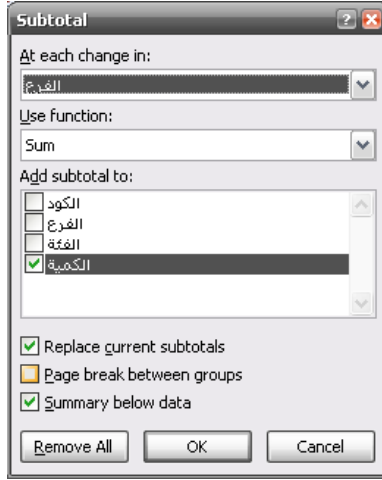 Subtotal
At each change in:
الفرع
Use function:
Sum
Add subtotal to:
الكود
الفرع
الفئة
الكمية
Replace current subtotals
Page break between groups
Summary below data
Remove All OK Cancel